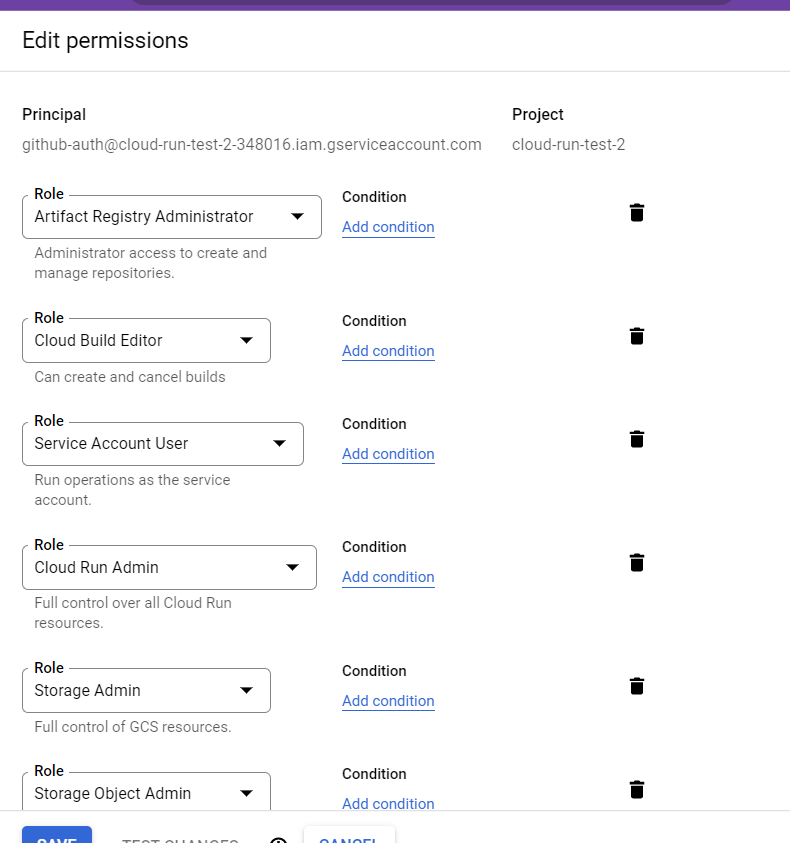 Edit permissions
Principal
Project
github-auth@cloud-run-test-2-348016.iam.gserviceaccount.com
cloud-run-test-2
Role
Artifact Registry Administrator
Condition
Add condition
Administrator access to create and
manage repositories.
Role
Cloud Build Editor
Condition
Add condition
Can create and cancel builds
Role
Service Account User
Condition
Add condition
Run operations as the service
account.
Role
Cloud Run Admin
Condition
Add condition
Full control over all Cloud Run
resources.
Role
Storage Admin
Condition
Add condition
Full control of GCS resources.
Role
Storage Object Admin
Condition
Add condition
SAVE
TEST CHANGES
CANCEL